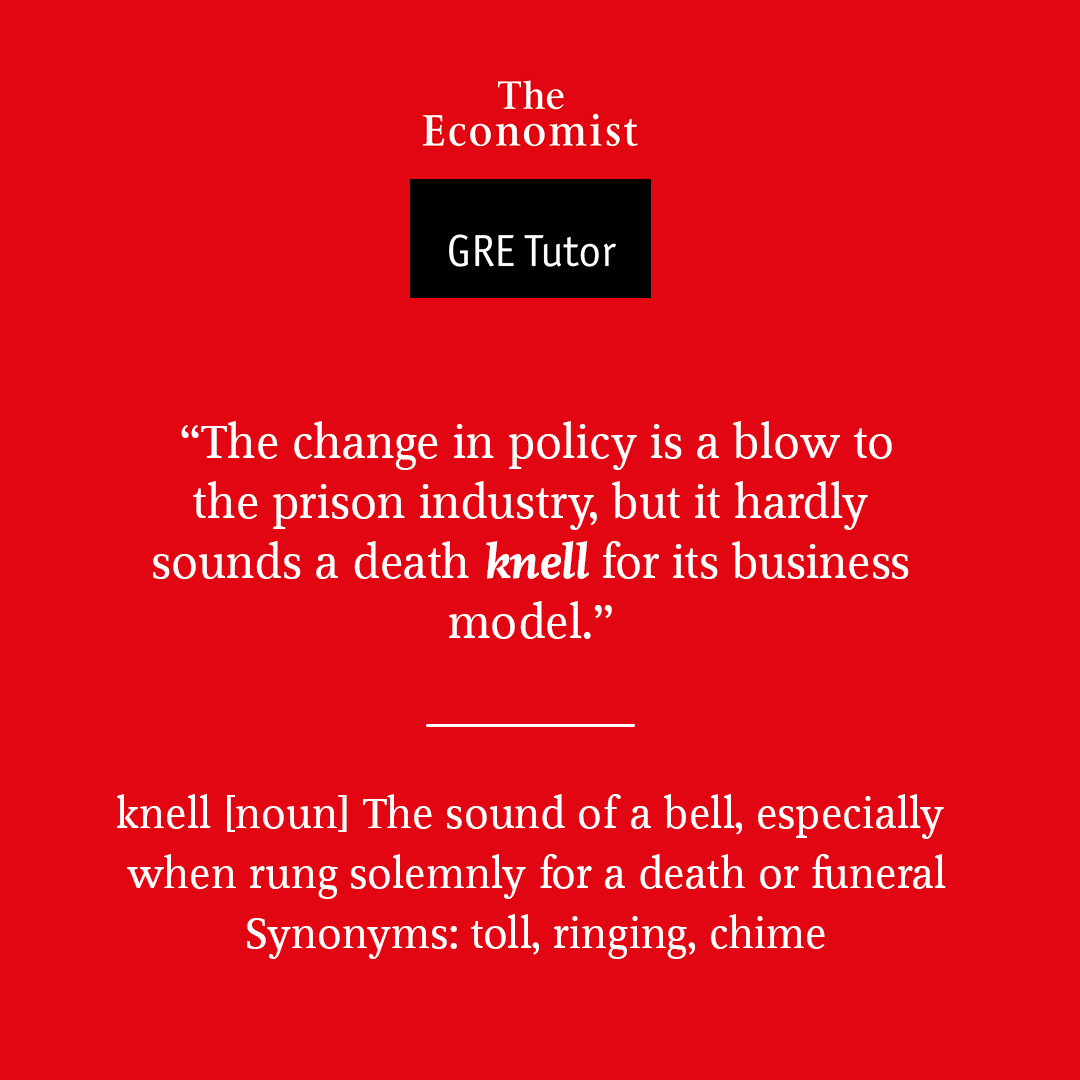 The
Economist
GRE Tutor
“The change in policy is a blow to
the prison industry, but it hardly
sounds a death knell for its business
model.”
knell [noun] The sound of a bell, especially
when rung solemnly for a death or funeral
Synonyms: toll, ringing, chime